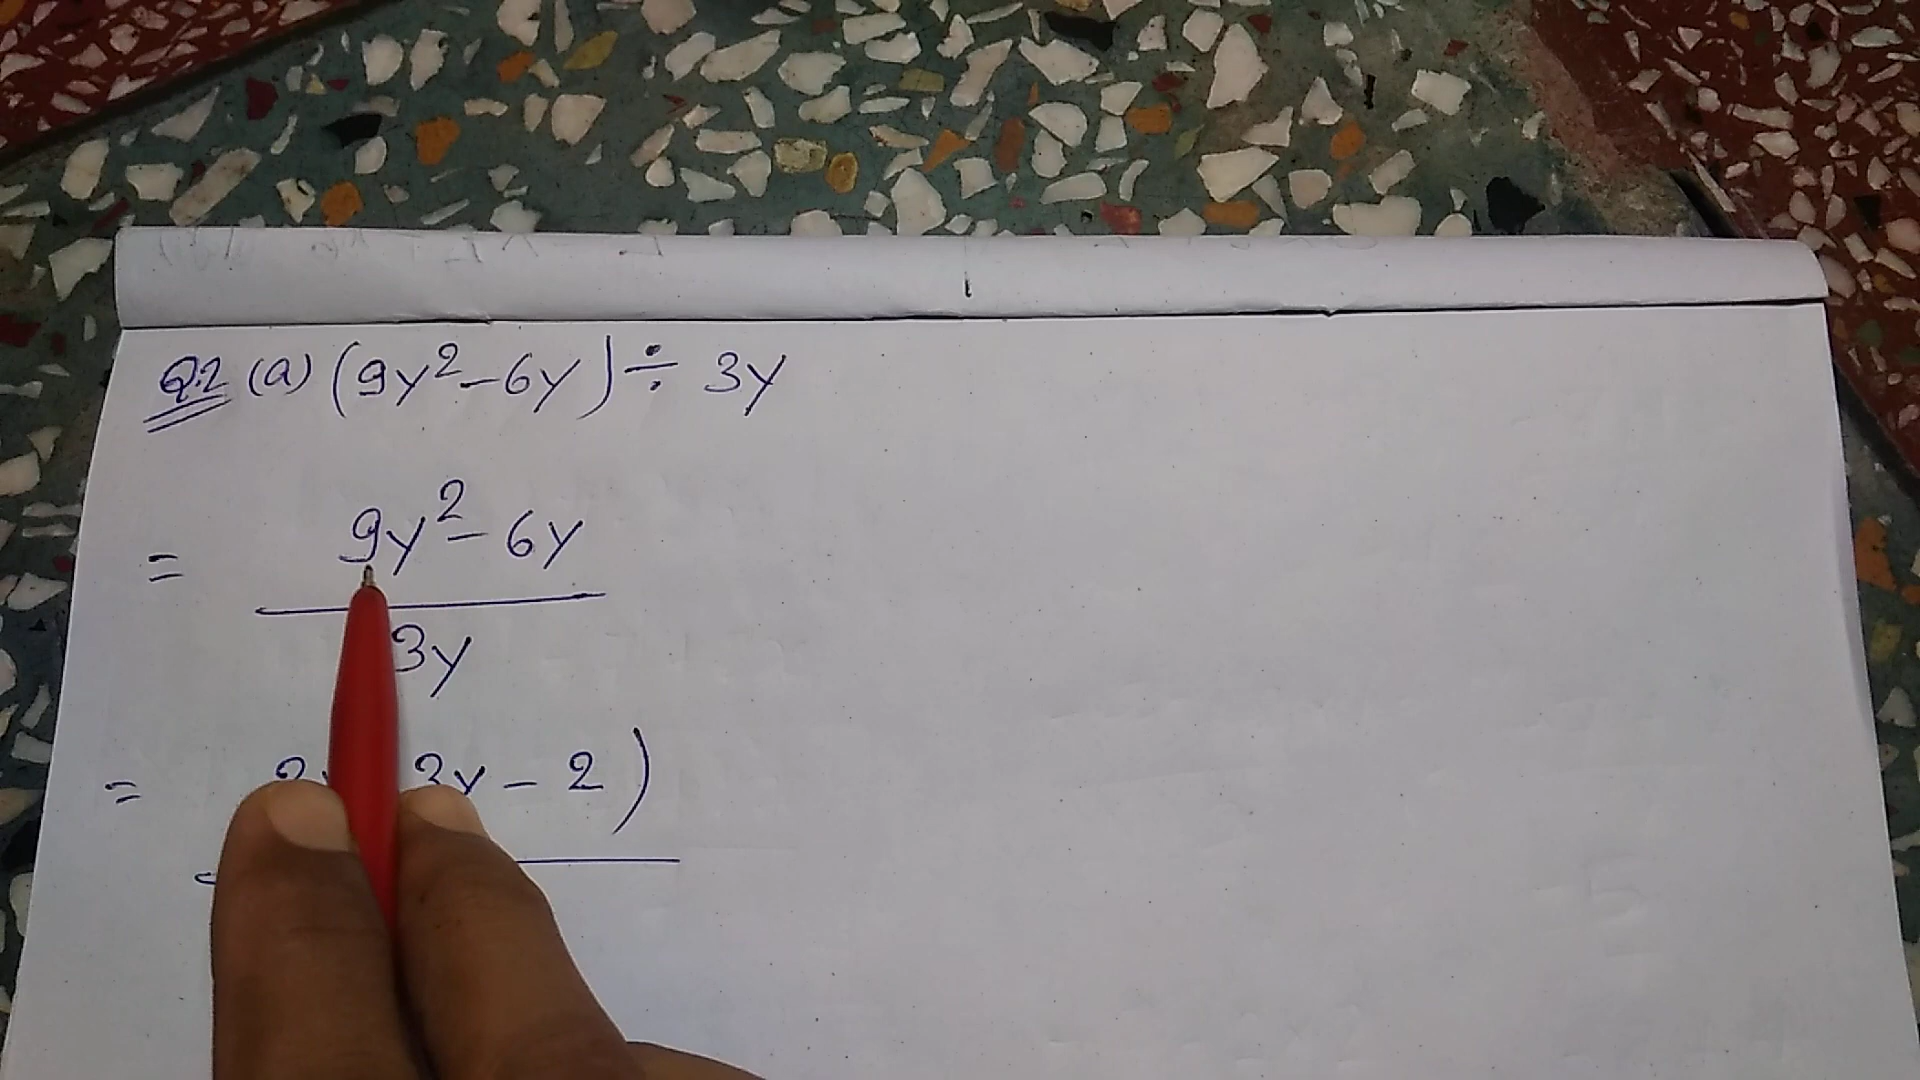 Q.2 (a) (9y² - 6y) ÷ 3y
= 9y² - 6y
3y
= 3y - 2)